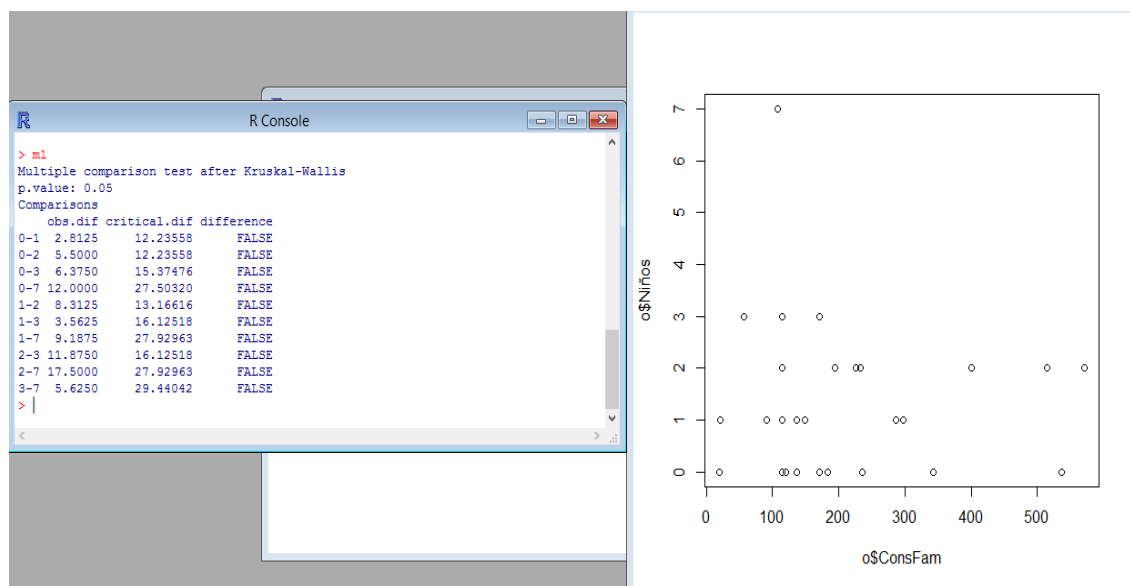 R Console
> m1
Multiple comparison test after Kruskal-Wallis
p.value: 0.05
Comparisons
obs.dif critical.dif difference
0-1 2.8125 12.23558 FALSE
0-2 5.5000 12.23558 FALSE
0-3 6.3750 15.37476 FALSE
0-7 12.0000 27.50320 FALSE
1-2 8.3125 13.16616 FALSE
1-3 3.5625 16.12518 FALSE
1-7 9.1875 27.92963 FALSE
2-3 11.8750 16.12518 FALSE
2-7 17.5000 27.92963 FALSE
3-7 5.6250 29.44042 FALSE
>
o$Niños
7
6
5
4
3
2
1
0
0 100 200 300 400 500
o$ConsFam